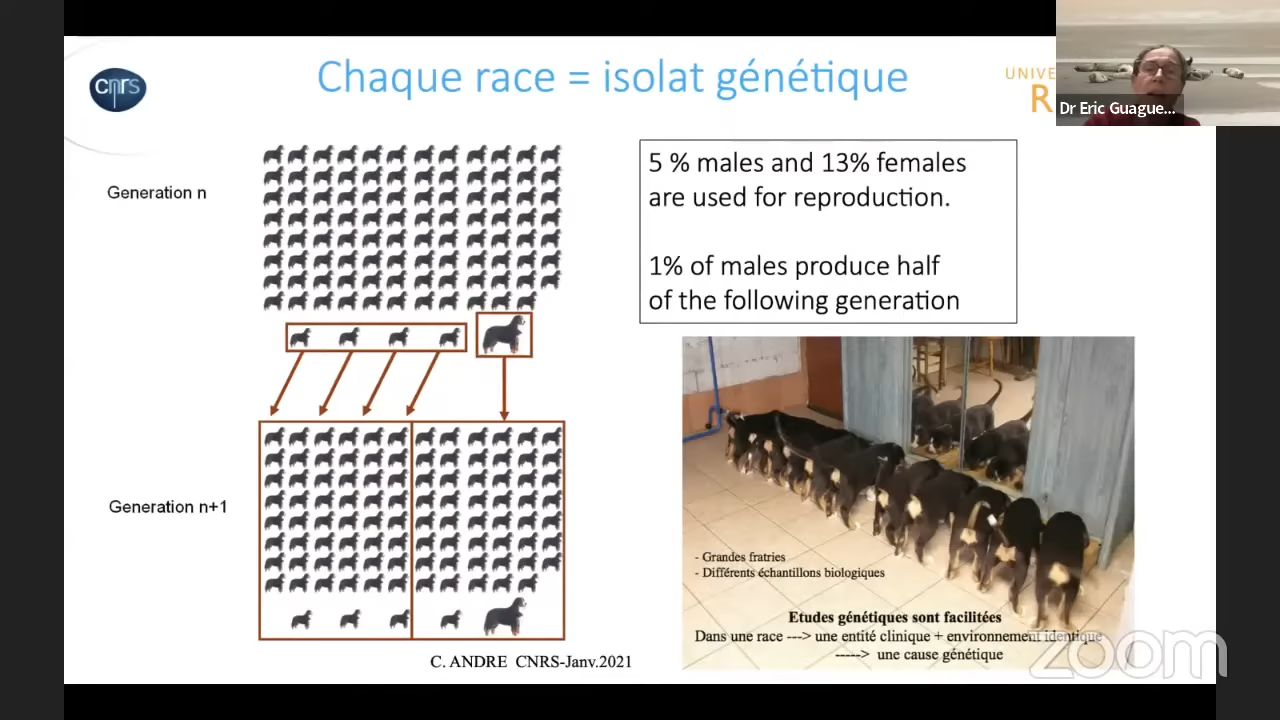 cnrs
Chaque race = isolat génétique
UNIVE
R
Dr Eric Guague...
Generation n
5 % males and 13% females
are used for reproduction.
1% of males produce half
of the following generation
Generation n+1
- Grandes fratries
- Différents échantillons biologiques
Etudes génétiques sont facilitées
Dans une race ---> une entité clinique + environnement identique
-----> une cause génétique
C. ANDRE CNRS-Janv.2021
zoom